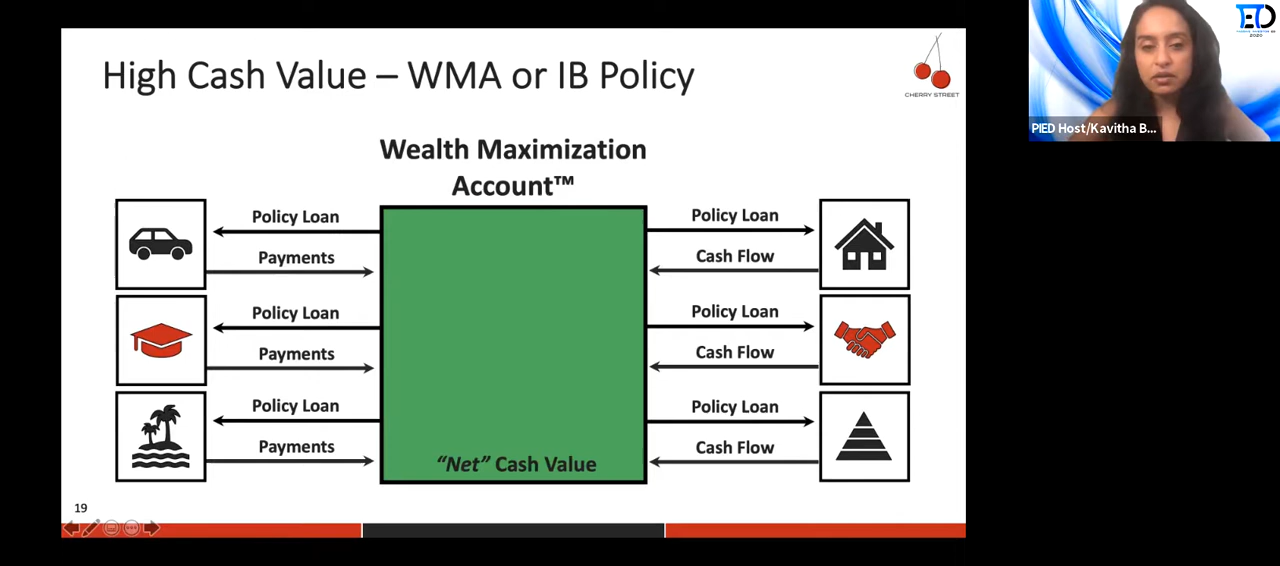 High Cash Value – WMA or IB Policy
CHERRY STREET
Wealth Maximization
Account™
Policy Loan
Payments
Policy Loan
Payments
Policy Loan
Payments
Policy Loan
Cash Flow
Policy Loan
Cash Flow
Policy Loan
Cash Flow
“Net” Cash Value
19
PIED Host/Kavitha B...
2020